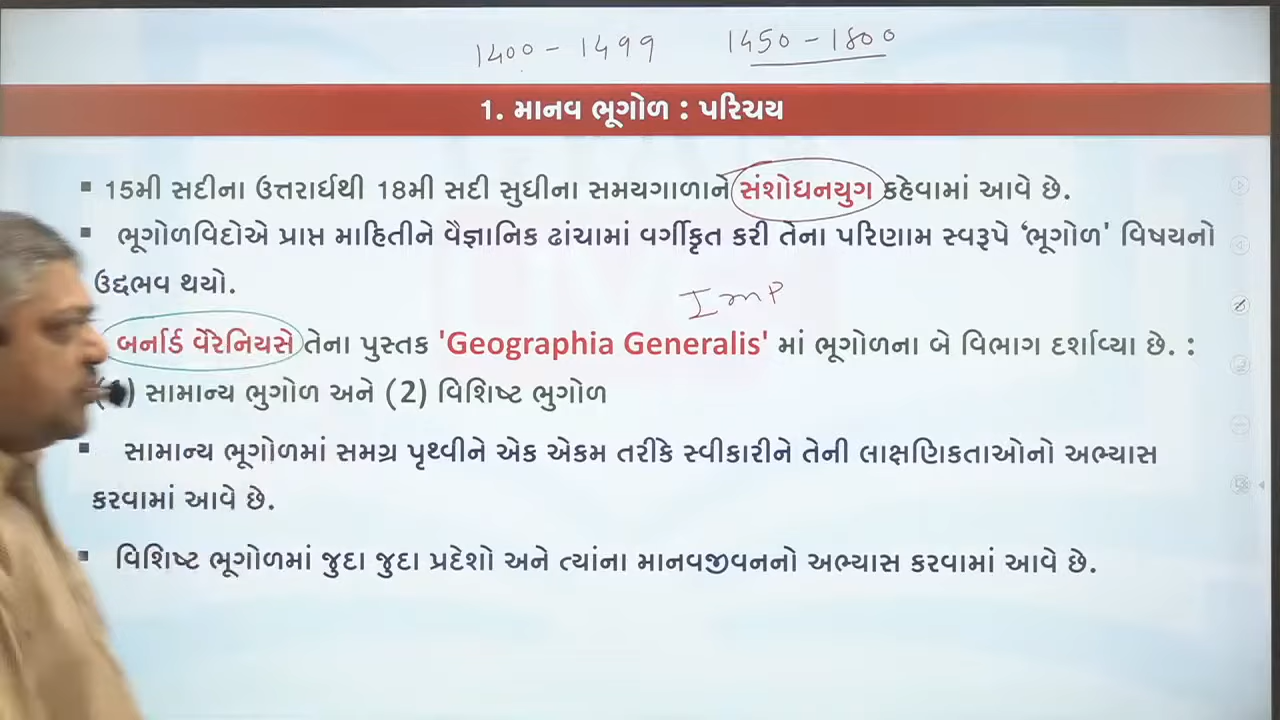 1400 - 1499 1450 - 1800
1. માનવ ભૂગોળ : પરિચય
▪ 15મી સદીના ઉત્તરાર્ધથી 18મી સદી સુધીના સમયગાળાને સંશોધનયુગ કહેવામાં આવે છે.
▪ ભૂગોળવિદોએ પ્રાપ્ત માહિતીને વૈજ્ઞાનિક ઢાંચામાં વર્ગીકૃત કરી તેના પરિણામ સ્વરૂપે ‘ભૂગોળ' વિષયનો
ઉદ્દભવ થયો.
Imp
બર્નાર્ડ વેરેનિયસે તેના પુસ્તક 'Geographia Generalis' માં ભૂગોળના બે વિભાગ દર્શાવ્યા છે. :
(1) સામાન્ય ભુગોળ અને (2) વિશિષ્ટ ભુગોળ
▪ સામાન્ય ભૂગોળમાં સમગ્ર પૃથ્વીને એક એકમ તરીકે સ્વીકારીને તેની લાક્ષણિકતાઓનો અભ્યાસ
કરવામાં આવે છે.
▪ વિશિષ્ટ ભૂગોળમાં જુદા જુદા પ્રદેશો અને ત્યાંના માનવજીવનનો અભ્યાસ કરવામાં આવે છે.